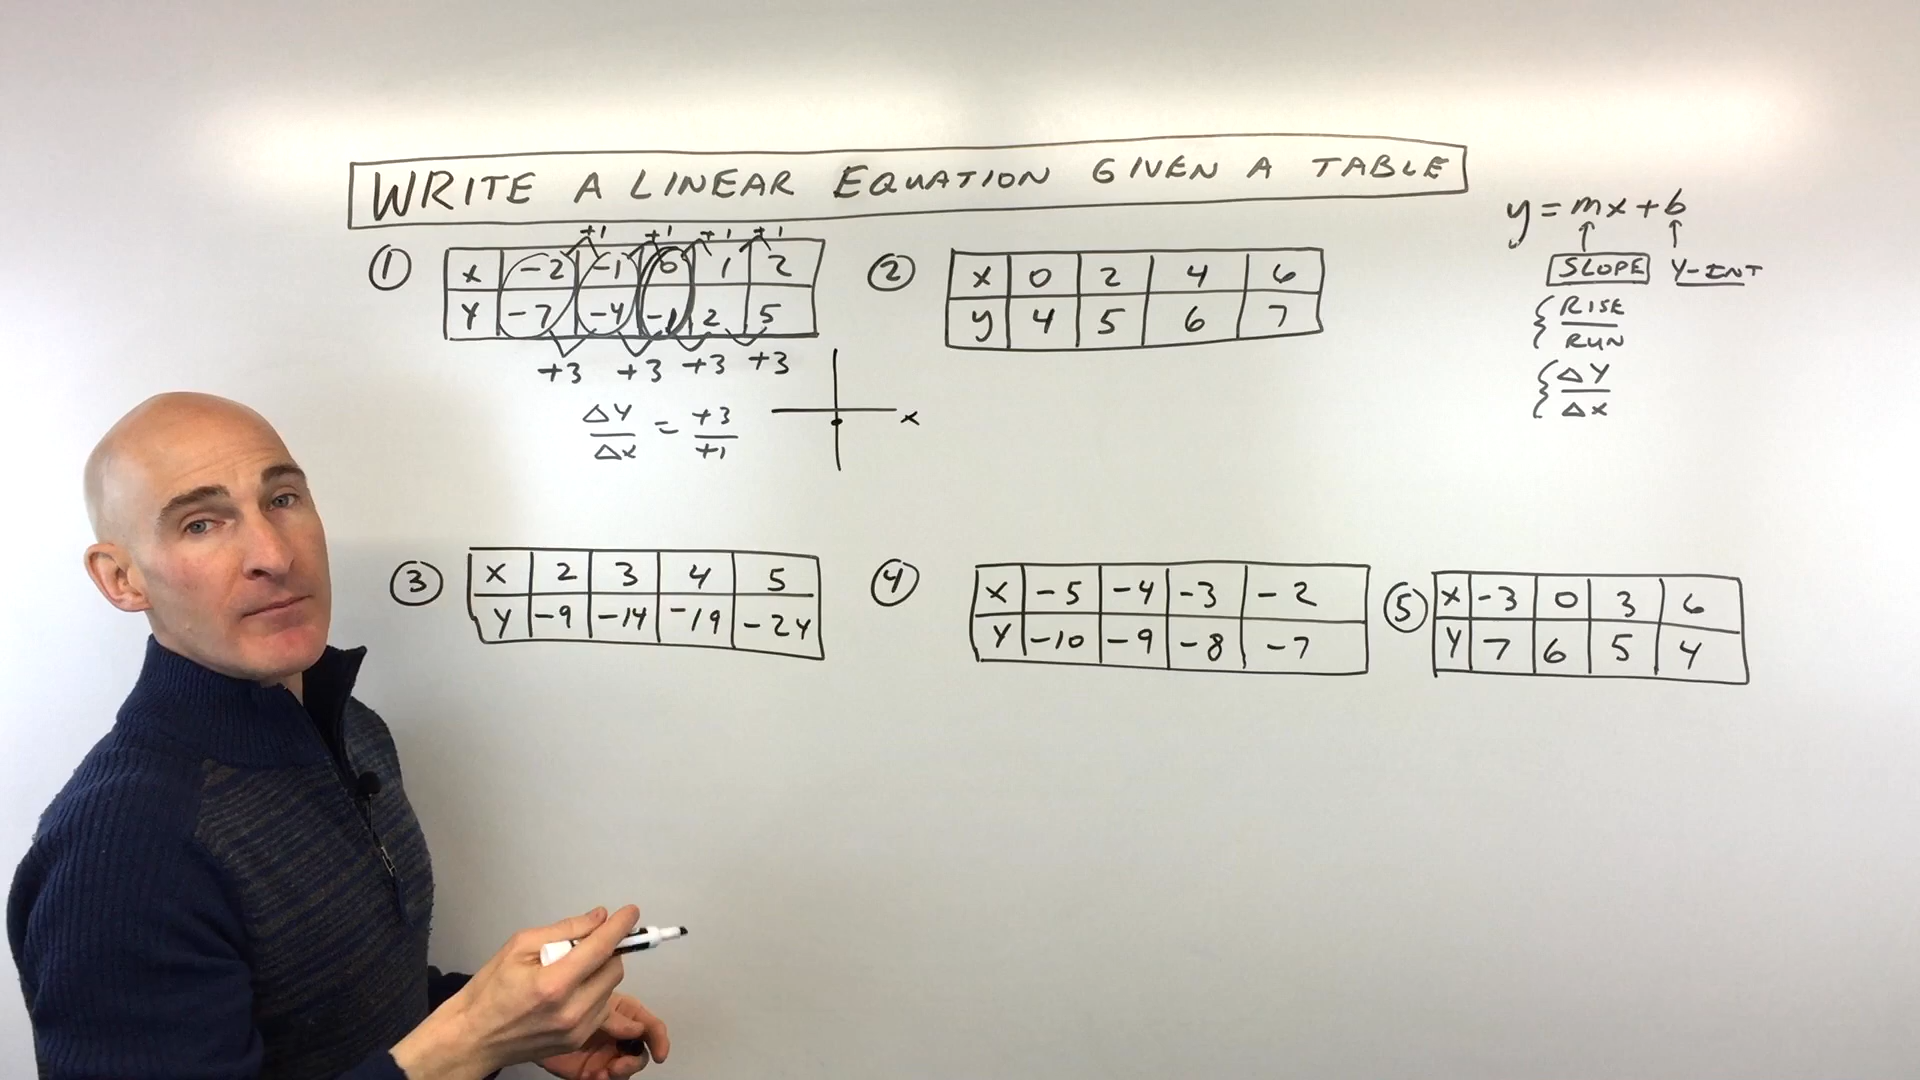 WRITE A LINEAR EQUATION GIVEN A TABLE
y = mx + b
SLOPE Y-INT
RISE
RUN
ΔY
ΔX
①
+1 +1 +1 +1
X -2 -1 0 1 2
Y -7 -4 -1 2 5
+3 +3 +3 +3
ΔY/ΔX = +3/+1
x
②
X 0 2 4 6
y 4 5 6 7
③
X 2 3 4 5
Y -9 -14 -19 -24
④
X -5 -4 -3 -2
Y -10 -9 -8 -7
⑤
X -3 0 3 6
Y 7 6 5 4